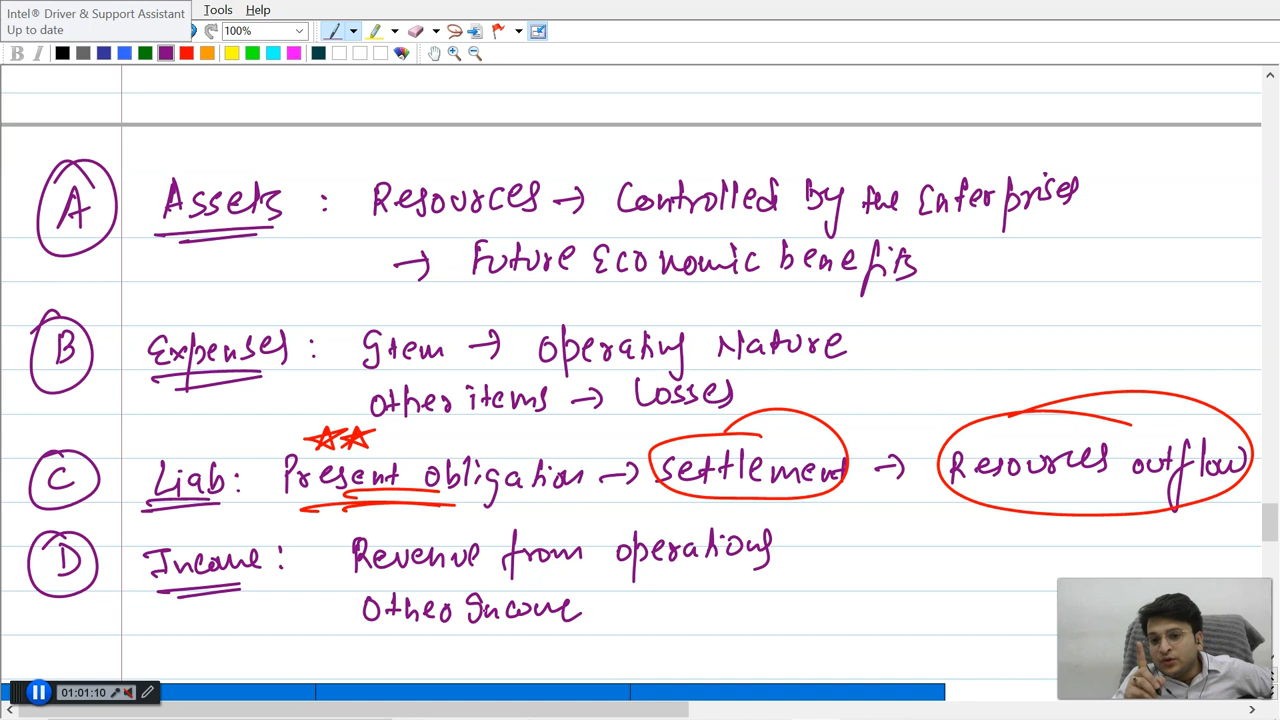 Intel® Driver & Support Assistant
Up to date
Tools Help
100%
B I
A Assets : Resources → Controlled By the Enterprises
→ Future Economic benefits
B Expenses : Item → Operating Nature
Other items → Losses
C Liab : Present obligation → Settlement → Resources outflow
D Income : Revenue from operations
Other Income
01:01:10